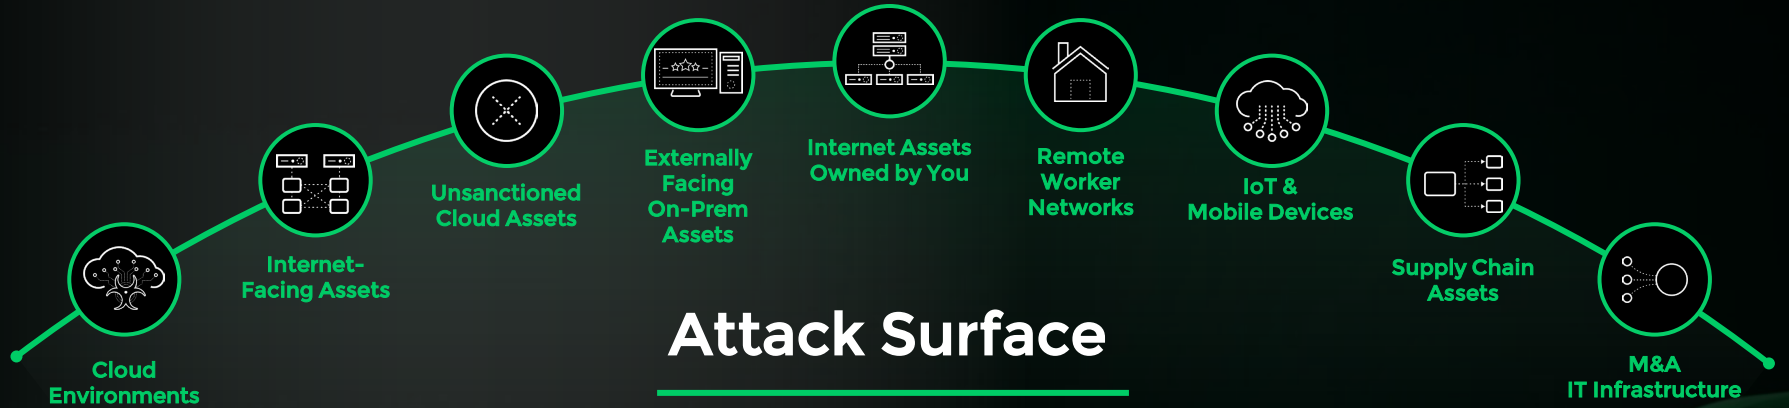 Cloud
Environments
Internet-
Facing Assets
Unsanctioned
Cloud Assets
Externally
Facing
On-Prem
Assets
Internet Assets
Owned by You
Remote
Worker
Networks
IoT &
Mobile Devices
Supply Chain
Assets
M&A
IT Infrastructure
Attack Surface